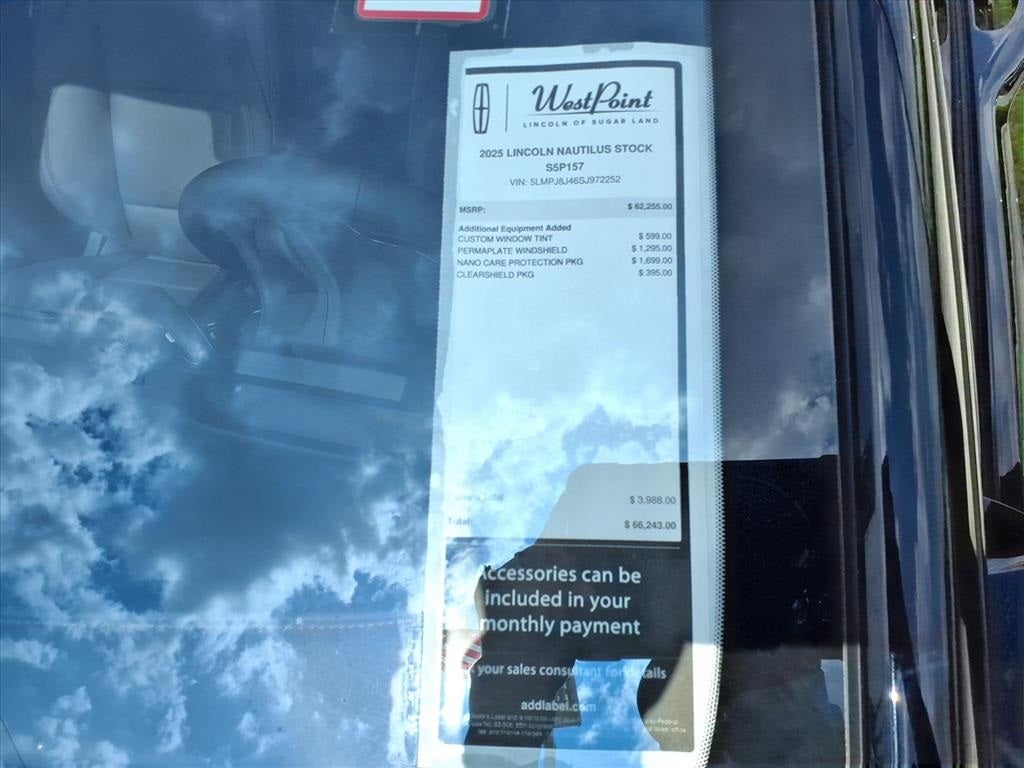 WestPoint
LINCOLN OF SUGAR LAND
2025 LINCOLN NAUTILUS STOCK
S5P157
VIN: 5LMPJ8J46SJ972252
MSRP: $ 62,255.00
Additional Equipment Added
CUSTOM WINDOW TINT $ 599.00
PERMAPLATE WINDSHIELD $ 1,295.00
NANO CARE PROTECTION PKG $ 1,699.00
CLEARSHIELD PKG $ 395.00
Total $ 3,988.00
Total: $ 66,243.00
Accessories can be
included in your
monthly payment
your sales consultant for details
addlabel.com